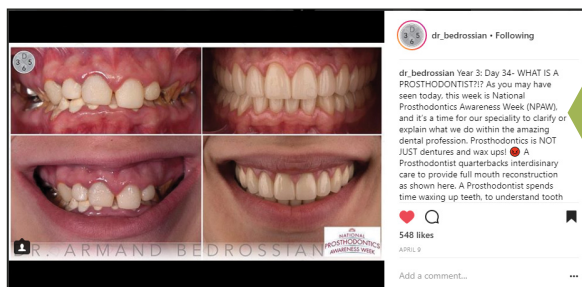 D
3 5
6
dr_bedrossian • Following
D
3 5
6
dr_bedrossian Year 3: Day 34- WHAT IS A
PROSTHODONTIST?!? As you may have
seen today, this week is National
Prosthodontics Awareness Week (NPAW),
and it's a time for our speciality to clarify or
explain what we do within the amazing
dental profession. Prosthodontics is NOT
JUST dentures and wax ups! 😡 A
Prosthodontist quarterbacks interdisinary
care to provide full mouth reconstruction
as shown here. A Prosthodontist spends
time waxing up teeth, to understand tooth
548 likes
APRIL 9
Add a comment...
NATIONAL
PROSTHODONTICS
AWARENESS WEEK
DR. ARMAND BEDROSSIAN